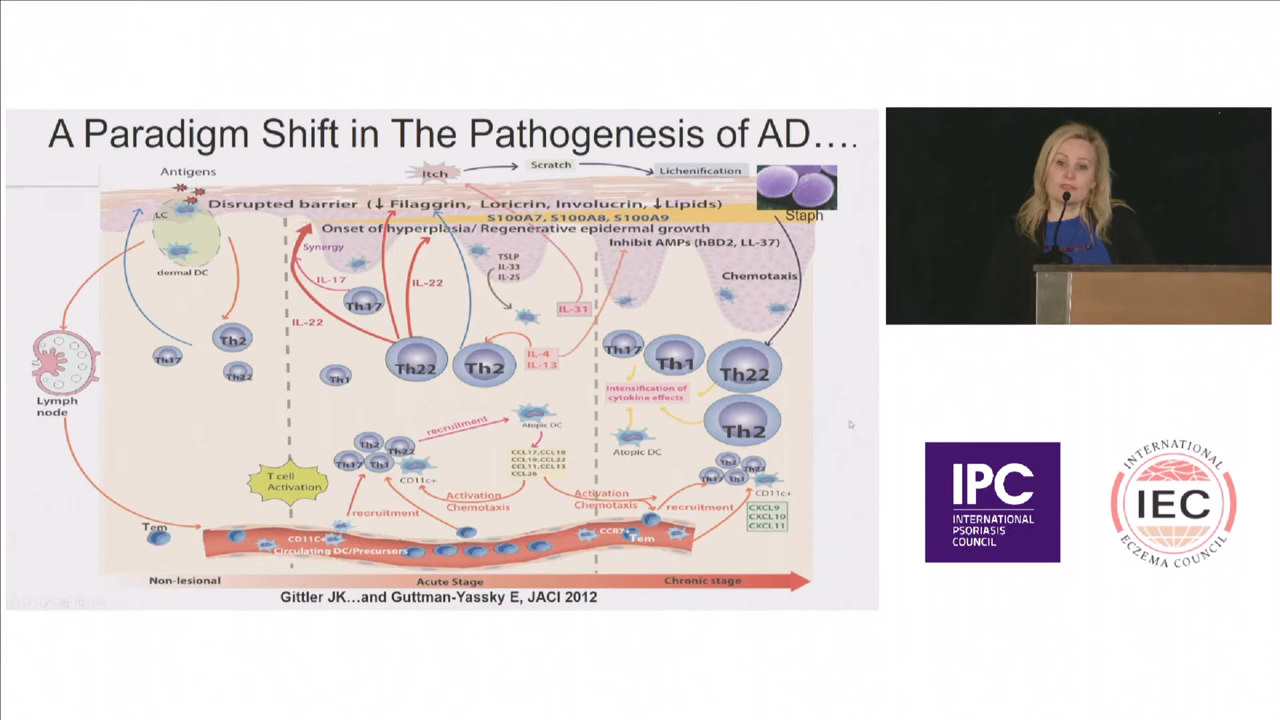 A Paradigm Shift in The Pathogenesis of AD….
Antigens
Itch
Scratch
Lichenification
LC
Disrupted barrier (↓ Filaggrin, Loricrin, Involucrin, ↓Lipids)
Staph
S100A7, S100A8, S100A9
Onset of hyperplasia/ Regenerative epidermal growth
Inhibit AMPs (hBD2, LL-37)
Synergy
dermal DC
TSLP
IL-33
IL-25
Chemotaxis
IL-17
IL-22
IL-31
Th17
IL-22
Th2
Th17
Th22
Th1
Th22
Th2
IL-4
IL-13
Th17
Th1
Th22
Intensification of
cytokine effects
Th2
Lymph
node
recruitment
Atopic DC
Atopic DC
Th2
Th22
Th17
Th1
CD11c+
CCL17,CCL18
CCL19,CCL22
CCL11,CCL13
CCL26
Th2
Th22
Th17
Th1
CD11c+
T cell
Activation
Activation
Chemotaxis
Activation
Chemotaxis
recruitment
recruitment
CXCL9
CXCL10
CXCL11
Tem
CD11C+
Circulating DC/Precursors
CCR7+
Tem
Non-lesional
Acute Stage
Chronic stage
Gittler JK…and Guttman-Yassky E, JACI 2012
IPC
INTERNATIONAL
PSORIASIS
COUNCIL
INTERNATIONAL
IEC
ECZEMA COUNCIL